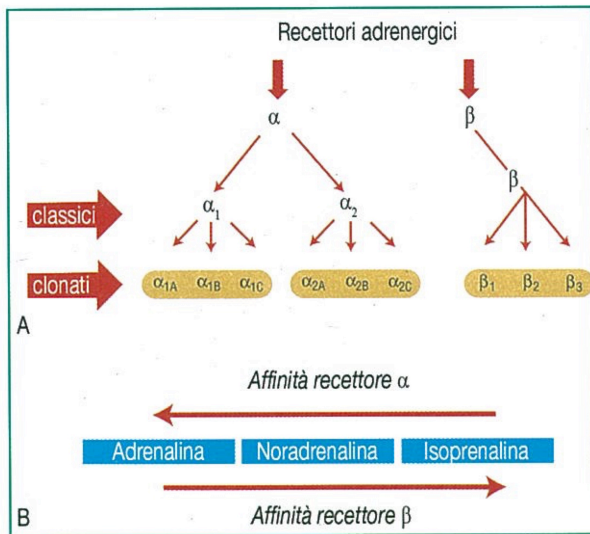 Recettori adrenergici
α β
β
classici α₁ α₂
clonati α₁A α₁B α₁C α₂A α₂B α₂C β₁ β₂ β₃
A
Affinità recettore α
Adrenalina Noradrenalina Isoprenalina
Affinità recettore β
B